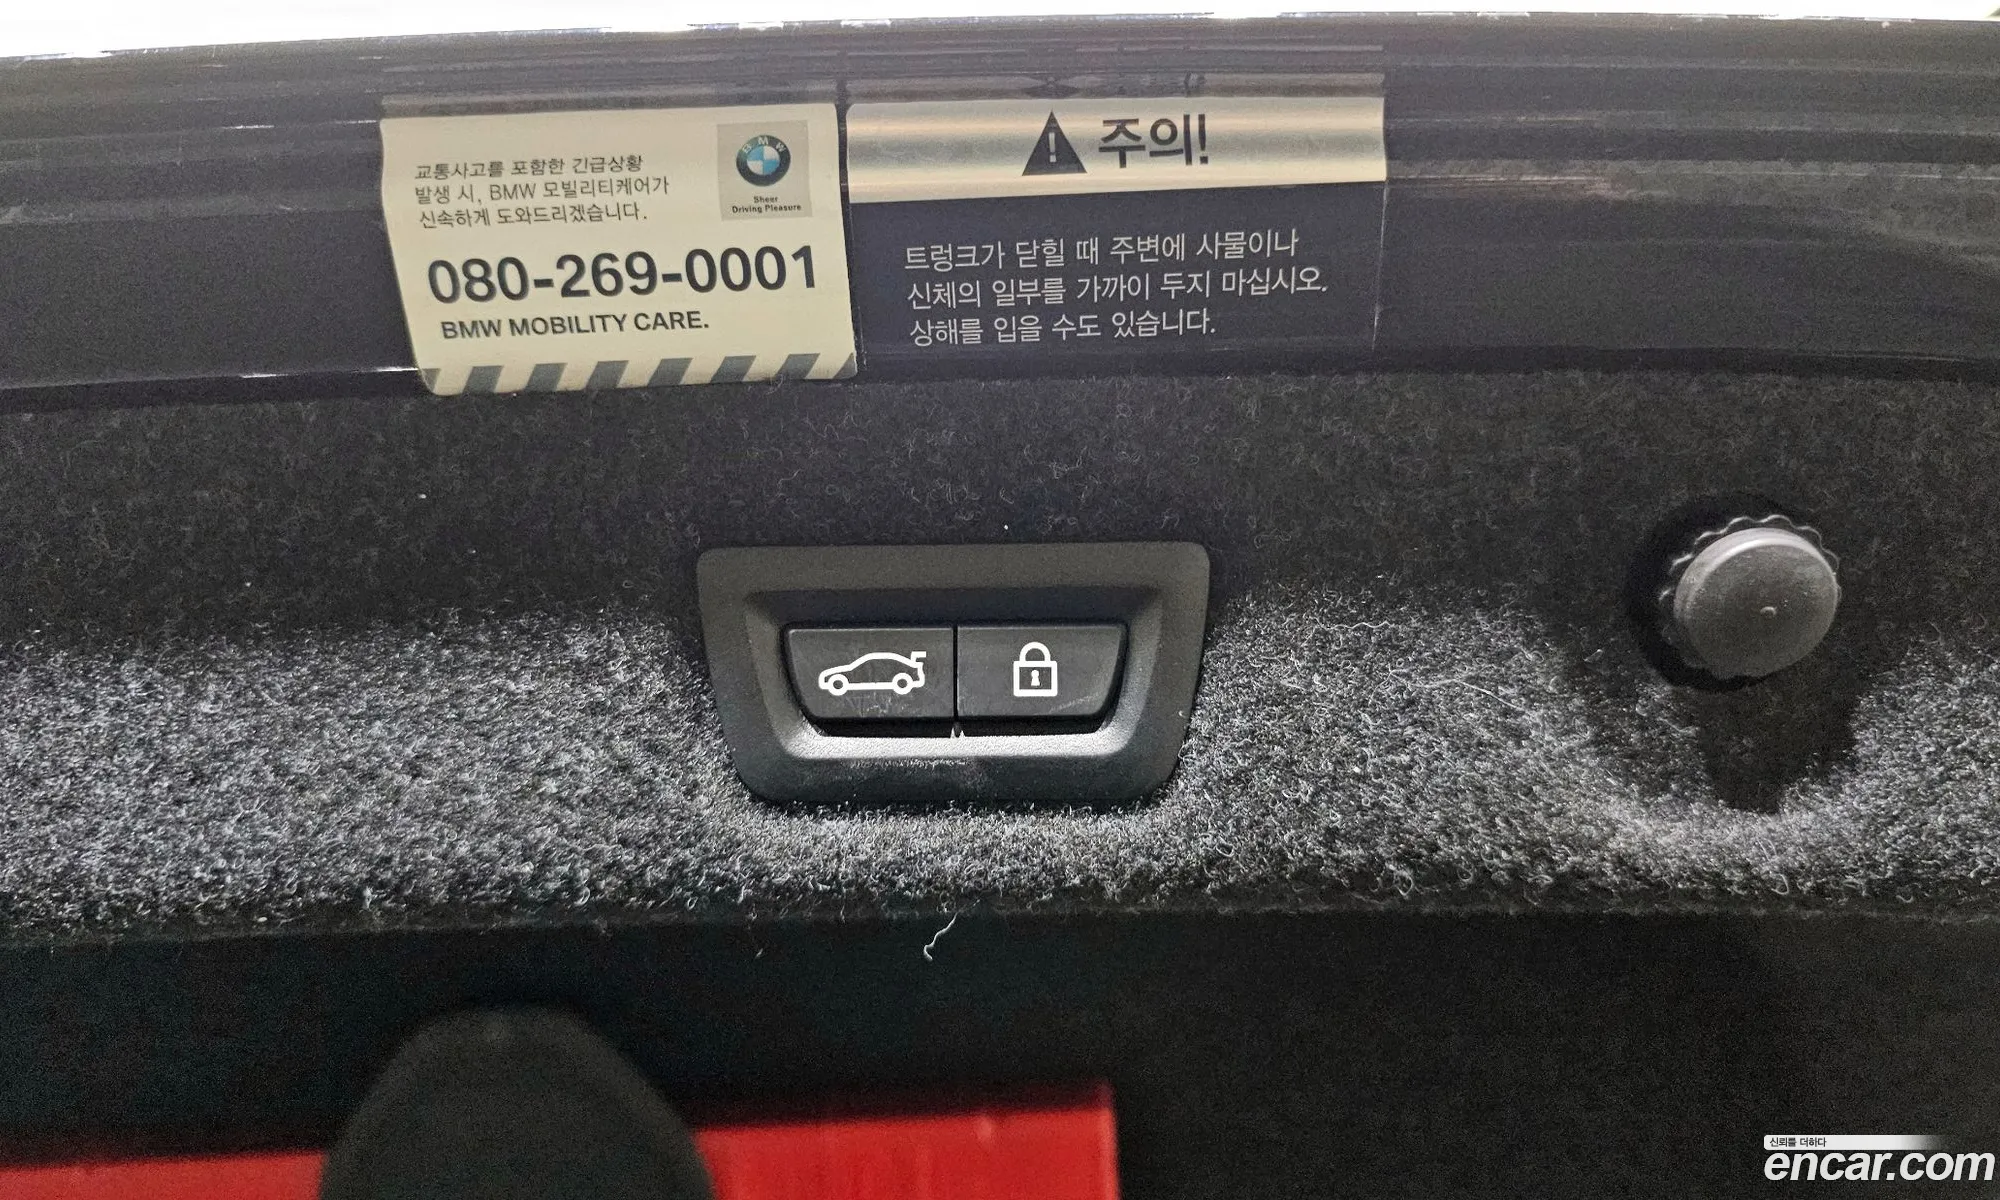 교통사고를 포함한 긴급상황
발생 시, BMW 모빌리티케어가
신속하게 도와드리겠습니다.
BMW
Sheer
Driving Pleasure
080-269-0001
BMW MOBILITY CARE.
주의!
트렁크가 닫힐 때 주변에 사물이나
신체의 일부를 가까이 두지 마십시오.
상해를 입을 수도 있습니다.
신뢰를 더하다
encar.com